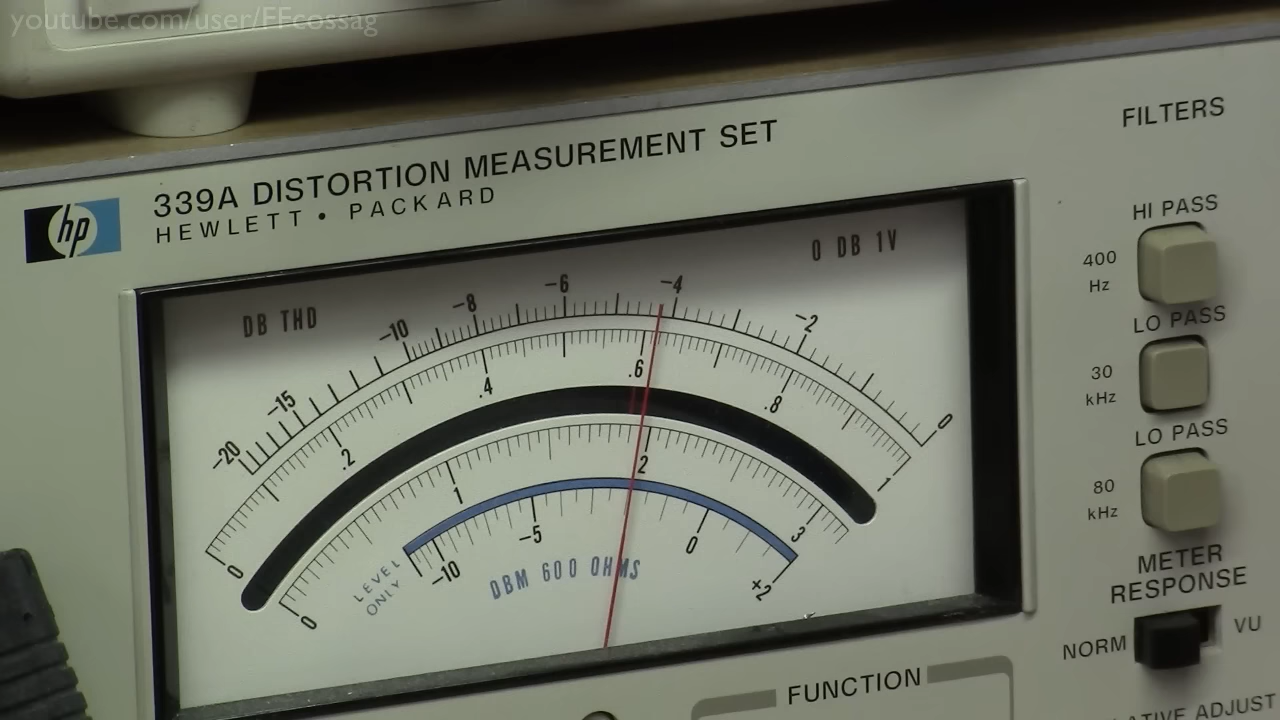 youtube.com/user/FFcossag
339A DISTORTION MEASUREMENT SET
hp
HEWLETT • PACKARD
FILTERS
HI PASS
400
Hz
LO PASS
30
kHz
LO PASS
80
kHz
METER
RESPONSE
NORM
VU
DB THD
0 DB 1V
-20 -15 -10 -8 -6 -4 -2 0
0 .2 .4 .6 .8 1
0 1 2 3
LEVEL
ONLY
-10 -5 0 +2
DBM 600 OHMS
FUNCTION
ATIVE ADJUST